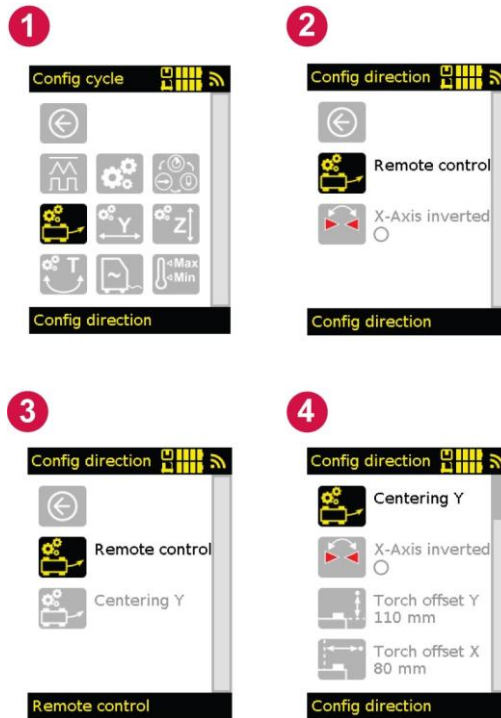 1
Config cycle
Y
Z
T
~
Max
Min
Config direction
2
Config direction
Remote control
X-Axis inverted
Config direction
3
Config direction
Remote control
Centering Y
Remote control
4
Config direction
Centering Y
X-Axis inverted
Torch offset Y
110 mm
Torch offset X
80 mm
Config direction